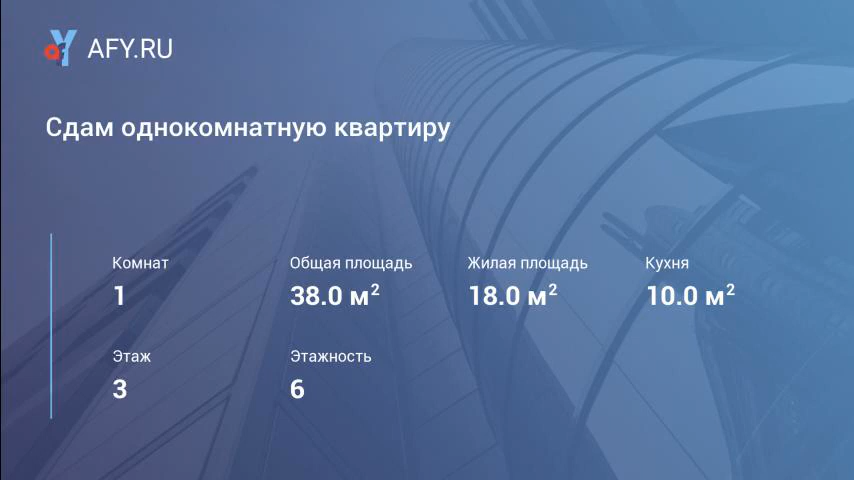 AFY.RU
Сдам однокомнатную квартиру
Комнат Общая площадь Жилая площадь Кухня
1 38.0 м² 18.0 м² 10.0 м²
Этаж Этажность
3 6